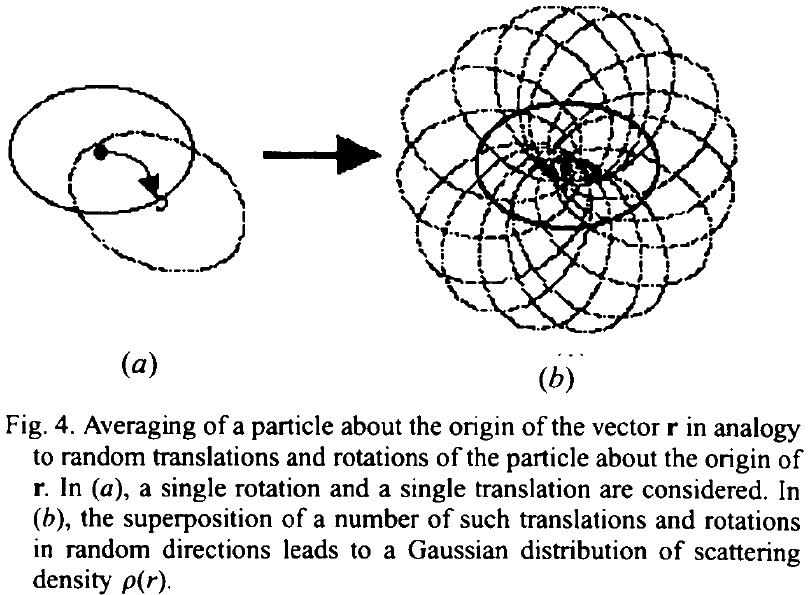 (a)
(b)
Fig. 4. Averaging of a particle about the origin of the vector r in analogy
to random translations and rotations of the particle about the origin of
r. In (a), a single rotation and a single translation are considered. In
(b), the superposition of a number of such translations and rotations
in random directions leads to a Gaussian distribution of scattering
density ρ(r).